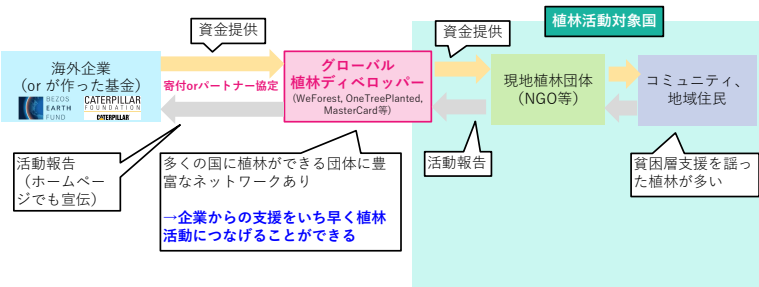 植林活動対象国
資金提供
資金提供
海外企業
（or が作った基金）
BEZOS
EARTH
FUND
CATERPILLAR
FOUNDATION
CATERPILLAR
寄付orパートナー協定
グローバル
植林ディベロッパー
（WeForest, OneTreePlanted,
MasterCard等）
現地植林団体
（NGO等）
コミュニティ、
地域住民
活動報告
（ホームペー
ジでも宣伝）
多くの国に植林ができる団体に豊
富なネットワークあり
→企業からの支援をいち早く植林
活動につなげることができる
活動報告
貧困層支援を謡っ
た植林が多い